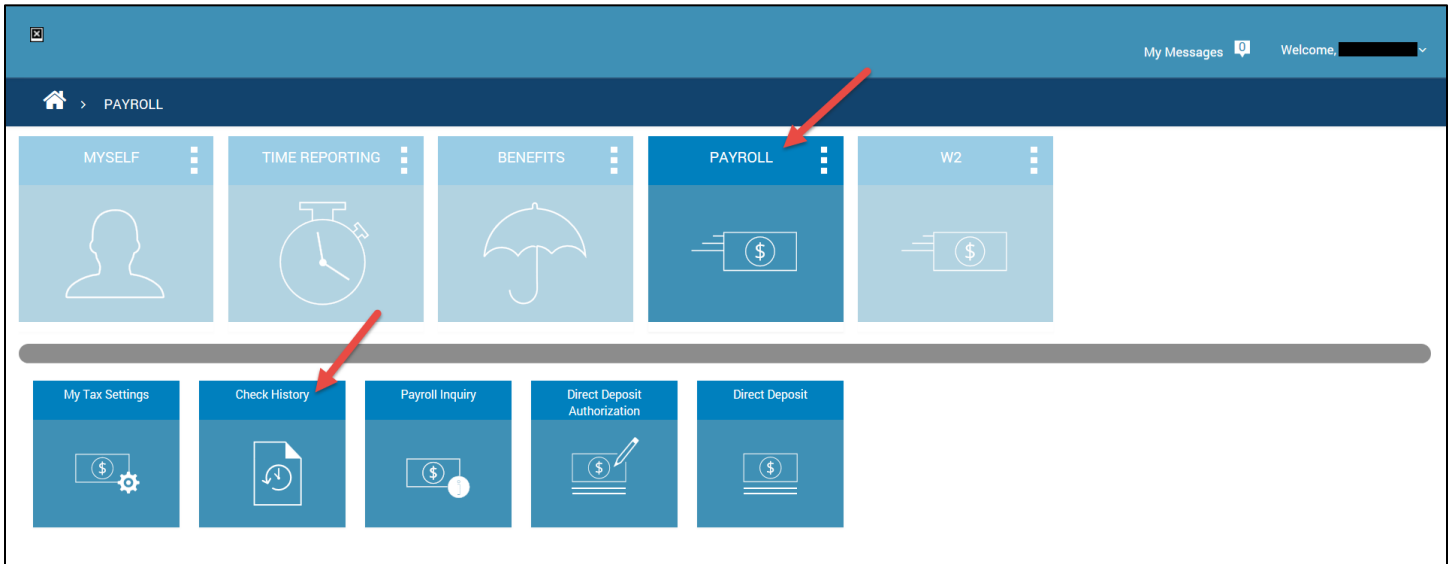 My Messages 0 Welcome,
> PAYROLL
MYSELF TIME REPORTING BENEFITS PAYROLL W2
$ $
My Tax Settings Check History Payroll Inquiry Direct Deposit Authorization Direct Deposit
$ $ $ $